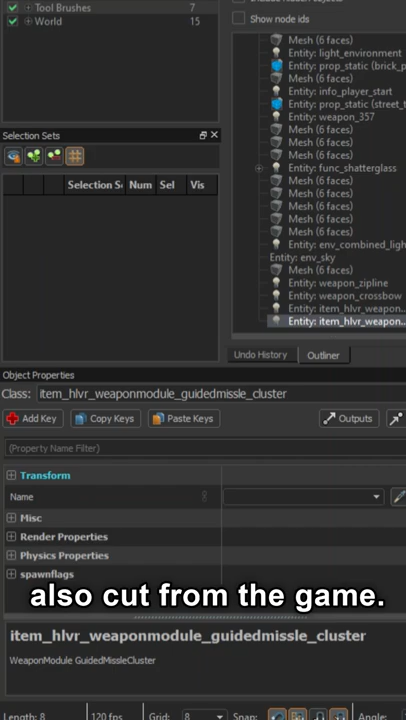 Tool Brushes 7
World 15
Show node ids
Mesh (6 faces)
Entity: light_environment
Mesh (6 faces)
Entity: prop_static (brick_p
Mesh (6 faces)
Entity: info_player_start
Entity: prop_static (street_t
Entity: weapon_357
Mesh (6 faces)
Mesh (6 faces)
Mesh (6 faces)
Entity: func_shatterglass
Mesh (6 faces)
Mesh (6 faces)
Mesh (6 faces)
Mesh (6 faces)
Mesh (6 faces)
Entity: env_combined_ligh
Entity: env_sky
Mesh (6 faces)
Entity: weapon_zipline
Entity: weapon_crossbow
Entity: item_hlvr_weapon...
Entity: item_hlvr_weapon...
Selection Sets
Selection S Num Sel Vis
Undo History Outliner
Object Properties
Class: item_hlvr_weaponmodule_guidedmissle_cluster
Add Key Copy Keys Paste Keys Outputs
(Property Name Filter)
Transform
Name
Misc
Render Properties
Physics Properties
spawnflags
also cut from the game.
item_hlvr_weaponmodule_guidedmissle_cluster
WeaponModule GuidedMissleCluster
Length: 8 120 fps Grid: 8 Snap: Angle.